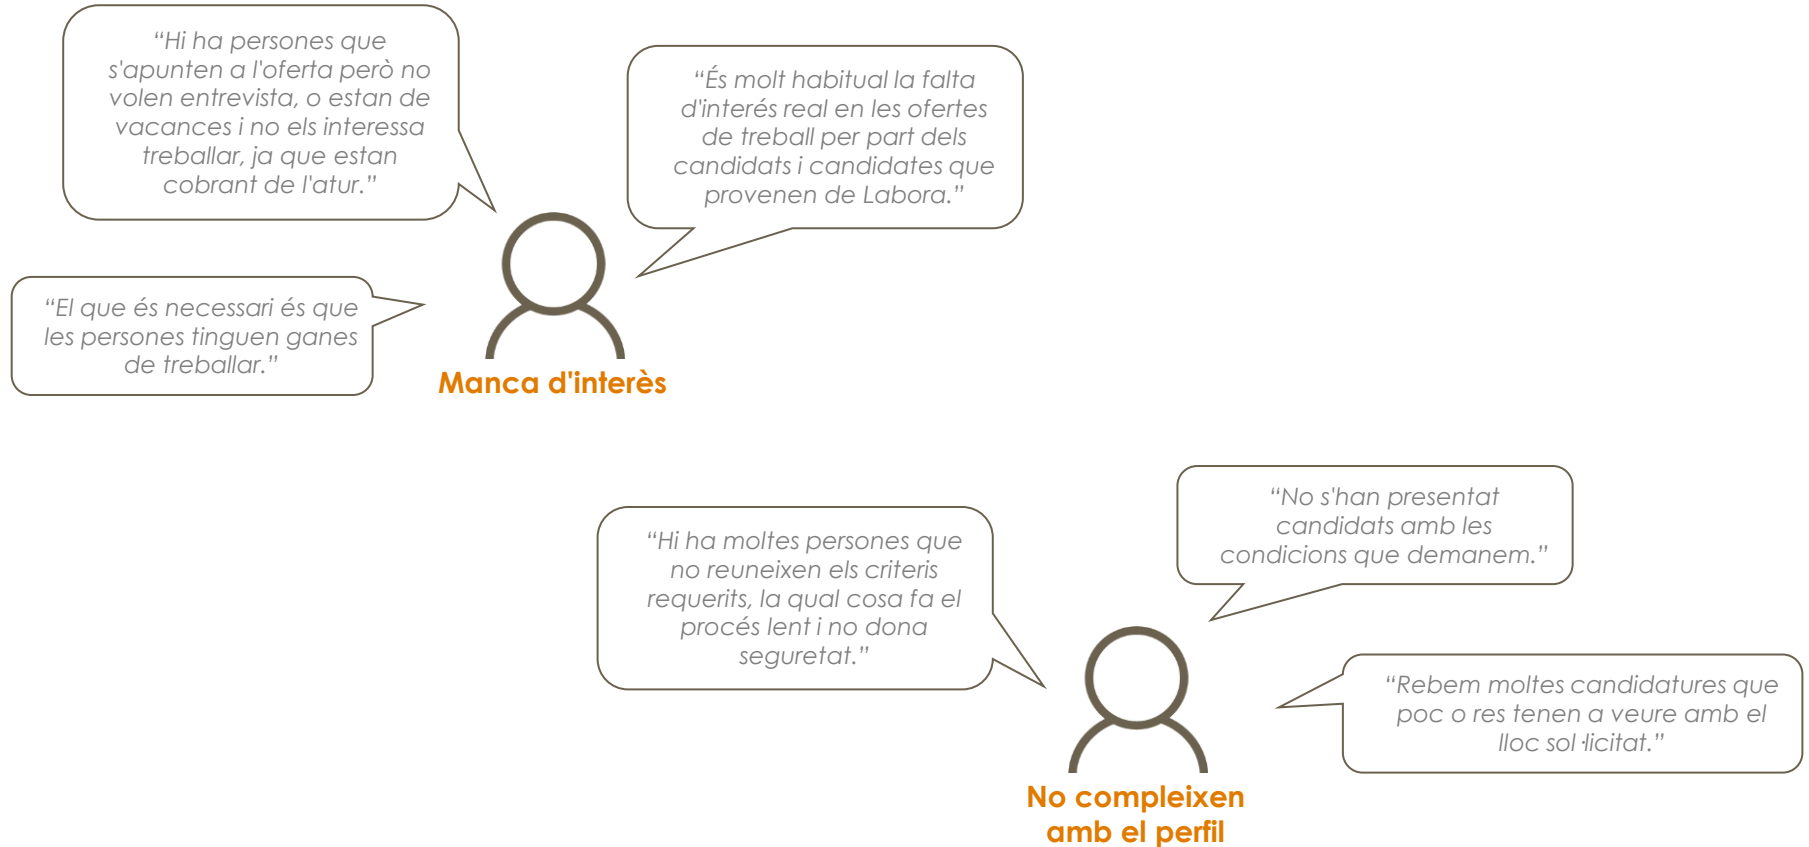 “Hi ha persones que
s'apunten a l'oferta però no
volen entrevista, o estan de
vacances i no els interessa
treballar, ja que estan
cobrant de l'atur.”
“És molt habitual la falta
d'interés real en les ofertes
de treball per part dels
candidats i candidates que
provenen de Labora.”
“El que és necessari és que
les persones tinguen ganes
de treballar.”
Manca d'interès
“No s'han presentat
candidats amb les
condicions que demanem.”
“Hi ha moltes persones que
no reuneixen els criteris
requerits, la qual cosa fa el
procés lent i no dona
seguretat.”
“Rebem moltes candidatures que
poc o res tenen a veure amb el
lloc sol·licitat.”
No compleixen
amb el perfil